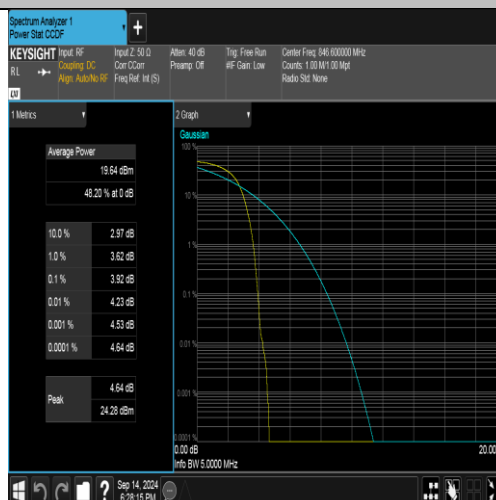 Spectrum Analyzer 1
Power Stat CCDF
+
KEYSIGHT
RL
Input: RF
Coupling: DC
Align: Auto/No RF
Input Z: 50 Ω
Corr CCorr
Freq Ref: Int (S)
Atten: 40 dB
Preamp: Off
Trig: Free Run
#IF Gain: Low
Center Freq: 846.600000 MHz
Counts: 1.00 M/1.00 Mpt
Radio Std: None
1 Metrics
Average Power
19.64 dBm
48.20 % at 0 dB
10.0 % 2.97 dB
1.0 % 3.62 dB
0.1 % 3.92 dB
0.01 % 4.23 dB
0.001 % 4.53 dB
0.0001 % 4.64 dB
Peak
4.64 dB
24.28 dBm
2 Graph
Gaussian
100 %
10 %
1 %
0.1 %
0.01 %
0.001 %
0.0001 %
0.00 dB
20.00
Info BW 5.0000 MHz
?
Sep 14, 2024
6:28:15 PM